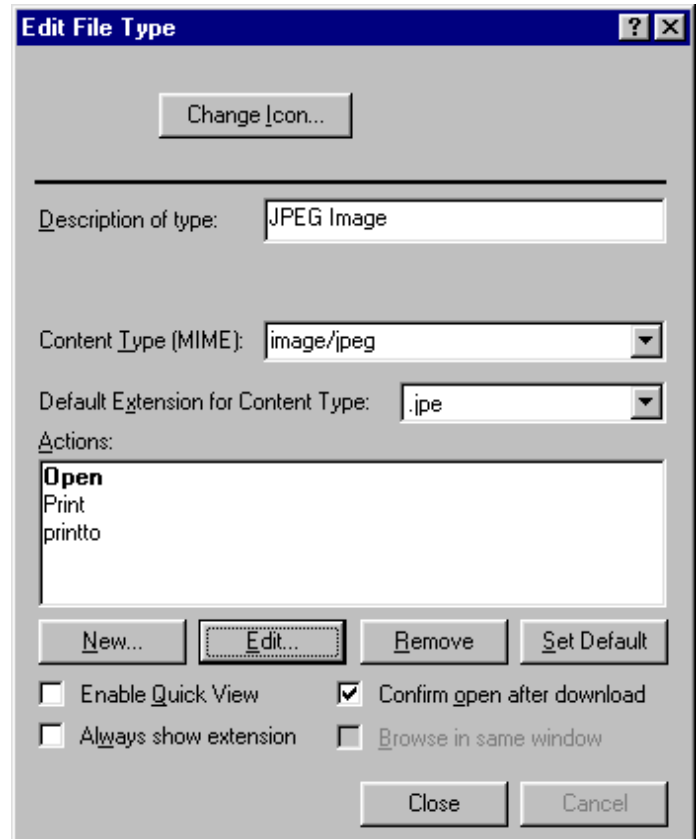 Edit File Type
Change Icon...
Description of type: JPEG Image
Content Type (MIME): image/jpeg
Default Extension for Content Type: .jpe
Actions:
Open
Print
printto
New... Edit... Remove Set Default
Enable Quick View Confirm open after download
Always show extension Browse in same window
Close Cancel